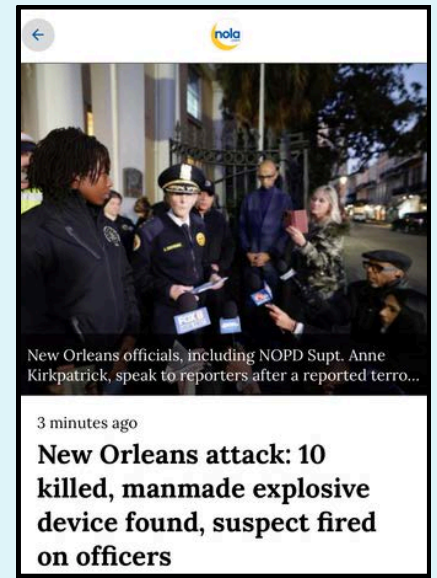 nola
New Orleans officials, including NOPD Supt. Anne
Kirkpatrick, speak to reporters after a reported terro...
3 minutes ago
New Orleans attack: 10
killed, manmade explosive
device found, suspect fired
on officers